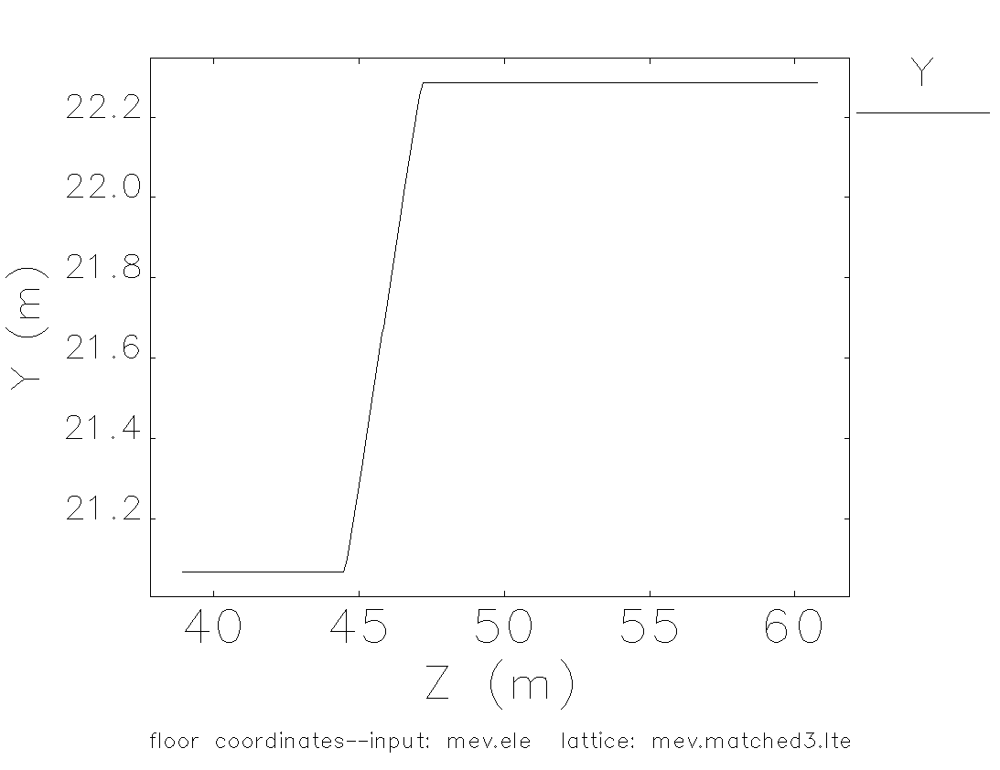 Y
22.2
22.0
21.8
21.6
21.4
21.2
Y (m)
40 45 50 55 60
Z (m)
floor coordinates--input: mev.ele lattice: mev.matched3.lte